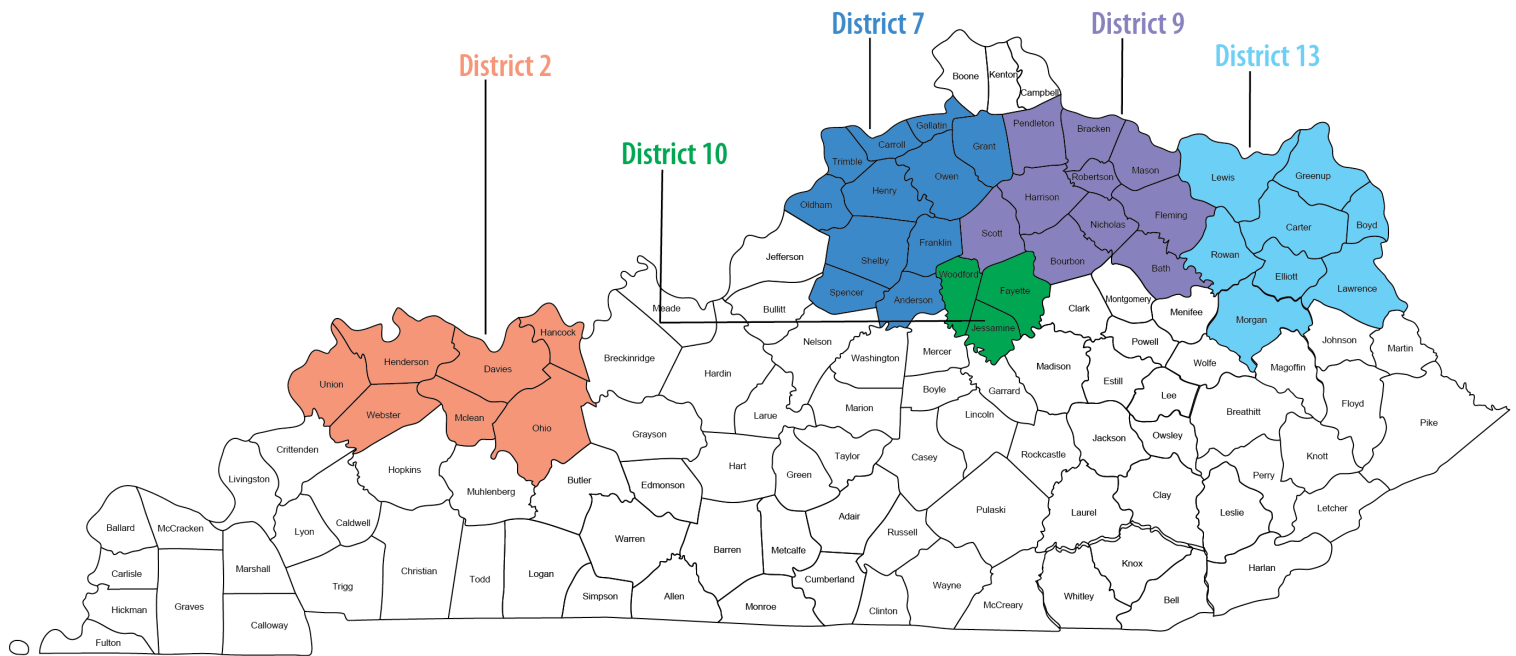 District 7
District 9
District 13
District 2
District 10
Boone
Kenton
Campbell
Gallatin
Pendleton
Bracken
Carroll
Grant
Trimble
Owen
Robertson
Mason
Lewis
Greenup
Henry
Harrison
Oldham
Fleming
Nicholas
Carter
Boyd
Franklin
Scott
Jefferson
Shelby
Rowan
Bourbon
Bath
Woodford
Elliott
Lawrence
Fayette
Spencer
Anderson
Montgomery
Meade
Bullitt
Clark
Menifee
Morgan
Jessamine
Hancock
Nelson
Powell
Johnson
Martin
Breckinridge
Washington
Mercer
Henderson
Davies
Hardin
Madison
Wolfe
Magoffin
Union
Estill
Boyle
Garrard
Lee
Floyd
Webster
Mclean
Larue
Marion
Lincoln
Breathitt
Ohio
Grayson
Pike
Crittenden
Jackson
Owsley
Taylor
Casey
Rockcastle
Knott
Hopkins
Hart
Green
Livingston
Muhlenberg
Butler
Edmonson
Perry
Clay
Pulaski
Laurel
Leslie
Letcher
Ballard
McCracken
Lyon
Caldwell
Adair
Russell
Warren
Barren
Metcalfe
Carlisle
Marshall
Trigg
Christian
Todd
Logan
Cumberland
Wayne
Knox
Harlan
Hickman
Graves
Simpson
Allen
Monroe
Clinton
McCreary
Whitley
Bell
Calloway
Fulton